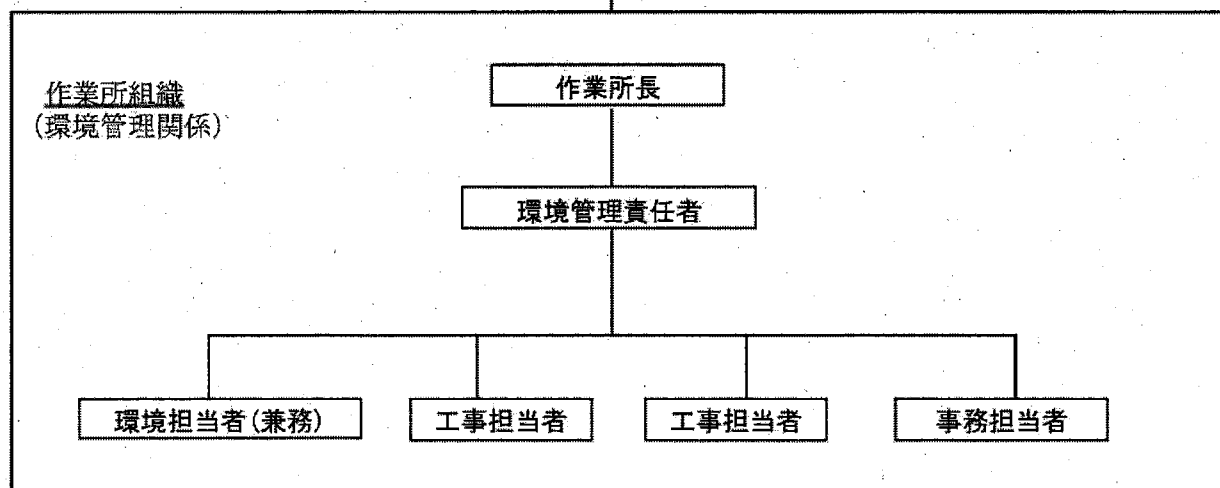 作業所組織
(環境管理関係)
作業所長
環境管理責任者
環境担当者(兼務)
工事担当者
工事担当者
事務担当者